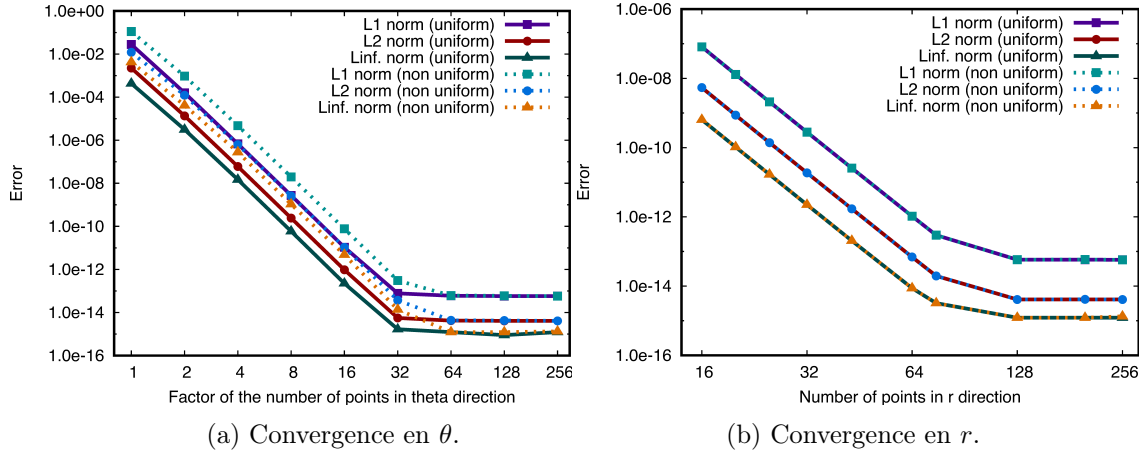 1.0e+00
1.0e-02
1.0e-04
1.0e-06
1.0e-08
1.0e-10
1.0e-12
1.0e-14
1.0e-16
Error
L1 norm (uniform)
L2 norm (uniform)
Linf. norm (uniform)
L1 norm (non uniform)
L2 norm (non uniform)
Linf. norm (non uniform)
1 2 4 8 16 32 64 128 256
Factor of the number of points in theta direction
(a) Convergence en θ.
1.0e-06
1.0e-08
1.0e-10
1.0e-12
1.0e-14
1.0e-16
Error
L1 norm (uniform)
L2 norm (uniform)
Linf. norm (uniform)
L1 norm (non uniform)
L2 norm (non uniform)
Linf. norm (non uniform)
16 32 64 128 256
Number of points in r direction
(b) Convergence en r.